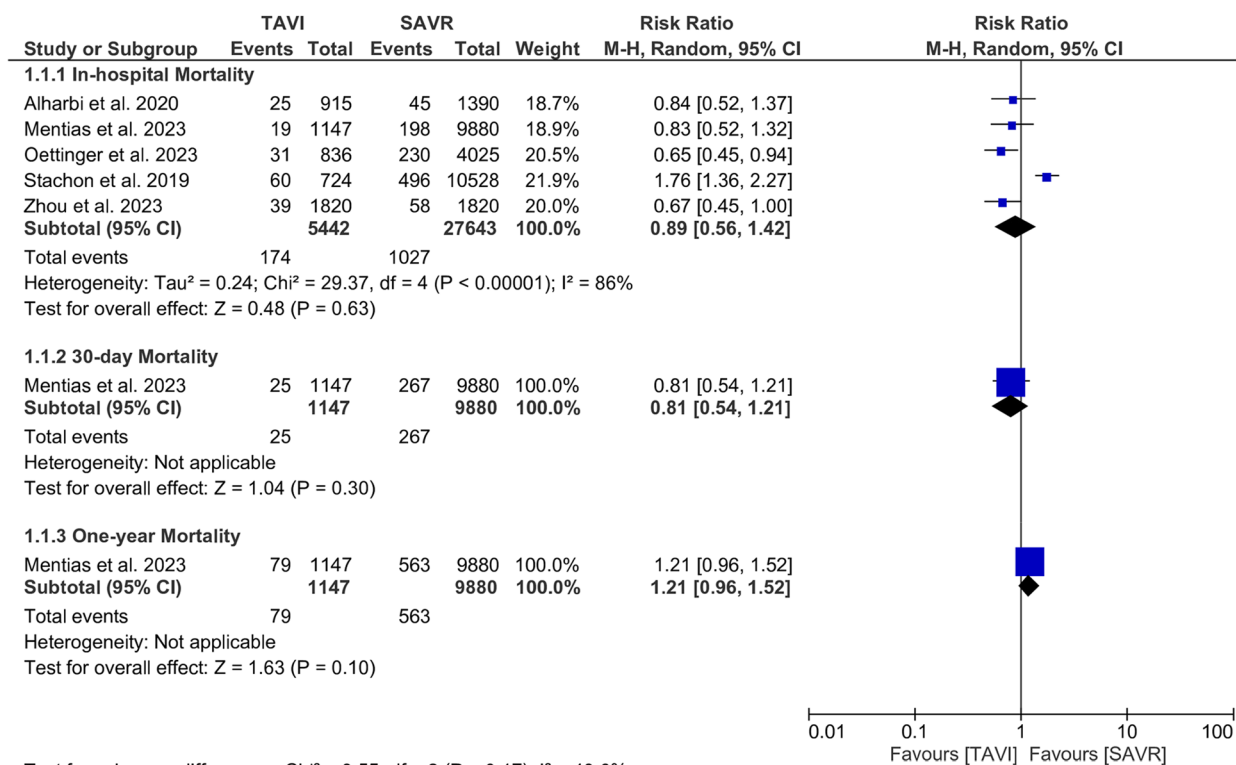 TAVI SAVR Risk Ratio Risk Ratio
Study or Subgroup Events Total Events Total Weight M-H, Random, 95% CI M-H, Random, 95% CI
1.1.1 In-hospital Mortality
Alharbi et al. 2020 25 915 45 1390 18.7% 0.84 [0.52, 1.37]
Mentias et al. 2023 19 1147 198 9880 18.9% 0.83 [0.52, 1.32]
Oettinger et al. 2023 31 836 230 4025 20.5% 0.65 [0.45, 0.94]
Stachon et al. 2019 60 724 496 10528 21.9% 1.76 [1.36, 2.27]
Zhou et al. 2023 39 1820 58 1820 20.0% 0.67 [0.45, 1.00]
Subtotal (95% CI) 5442 27643 100.0% 0.89 [0.56, 1.42]
Total events 174 1027
Heterogeneity: Tau² = 0.24; Chi² = 29.37, df = 4 (P < 0.00001); I² = 86%
Test for overall effect: Z = 0.48 (P = 0.63)
1.1.2 30-day Mortality
Mentias et al. 2023 25 1147 267 9880 100.0% 0.81 [0.54, 1.21]
Subtotal (95% CI) 1147 9880 100.0% 0.81 [0.54, 1.21]
Total events 25 267
Heterogeneity: Not applicable
Test for overall effect: Z = 1.04 (P = 0.30)
1.1.3 One-year Mortality
Mentias et al. 2023 79 1147 563 9880 100.0% 1.21 [0.96, 1.52]
Subtotal (95% CI) 1147 9880 100.0% 1.21 [0.96, 1.52]
Total events 79 563
Heterogeneity: Not applicable
Test for overall effect: Z = 1.63 (P = 0.10)
0.01 0.1 1 10 100
Favours [TAVI] Favours [SAVR]